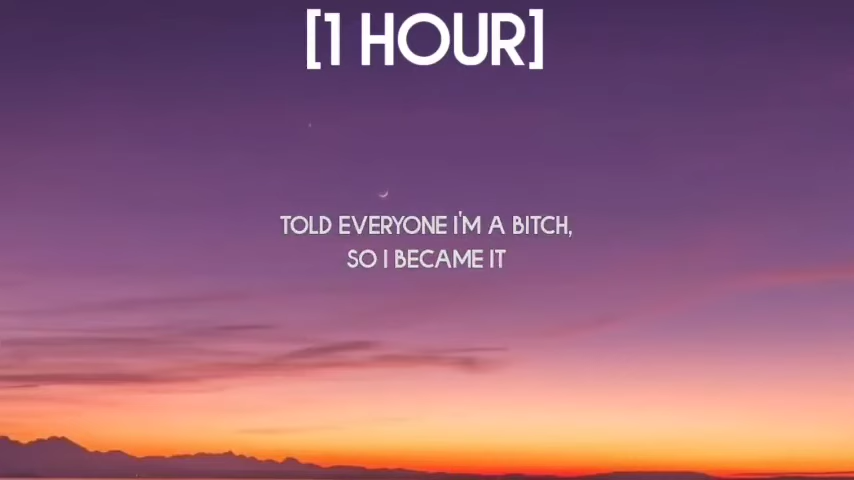 [1 HOUR]
TOLD EVERYONE I'M A BITCH,
SO I BECAME IT